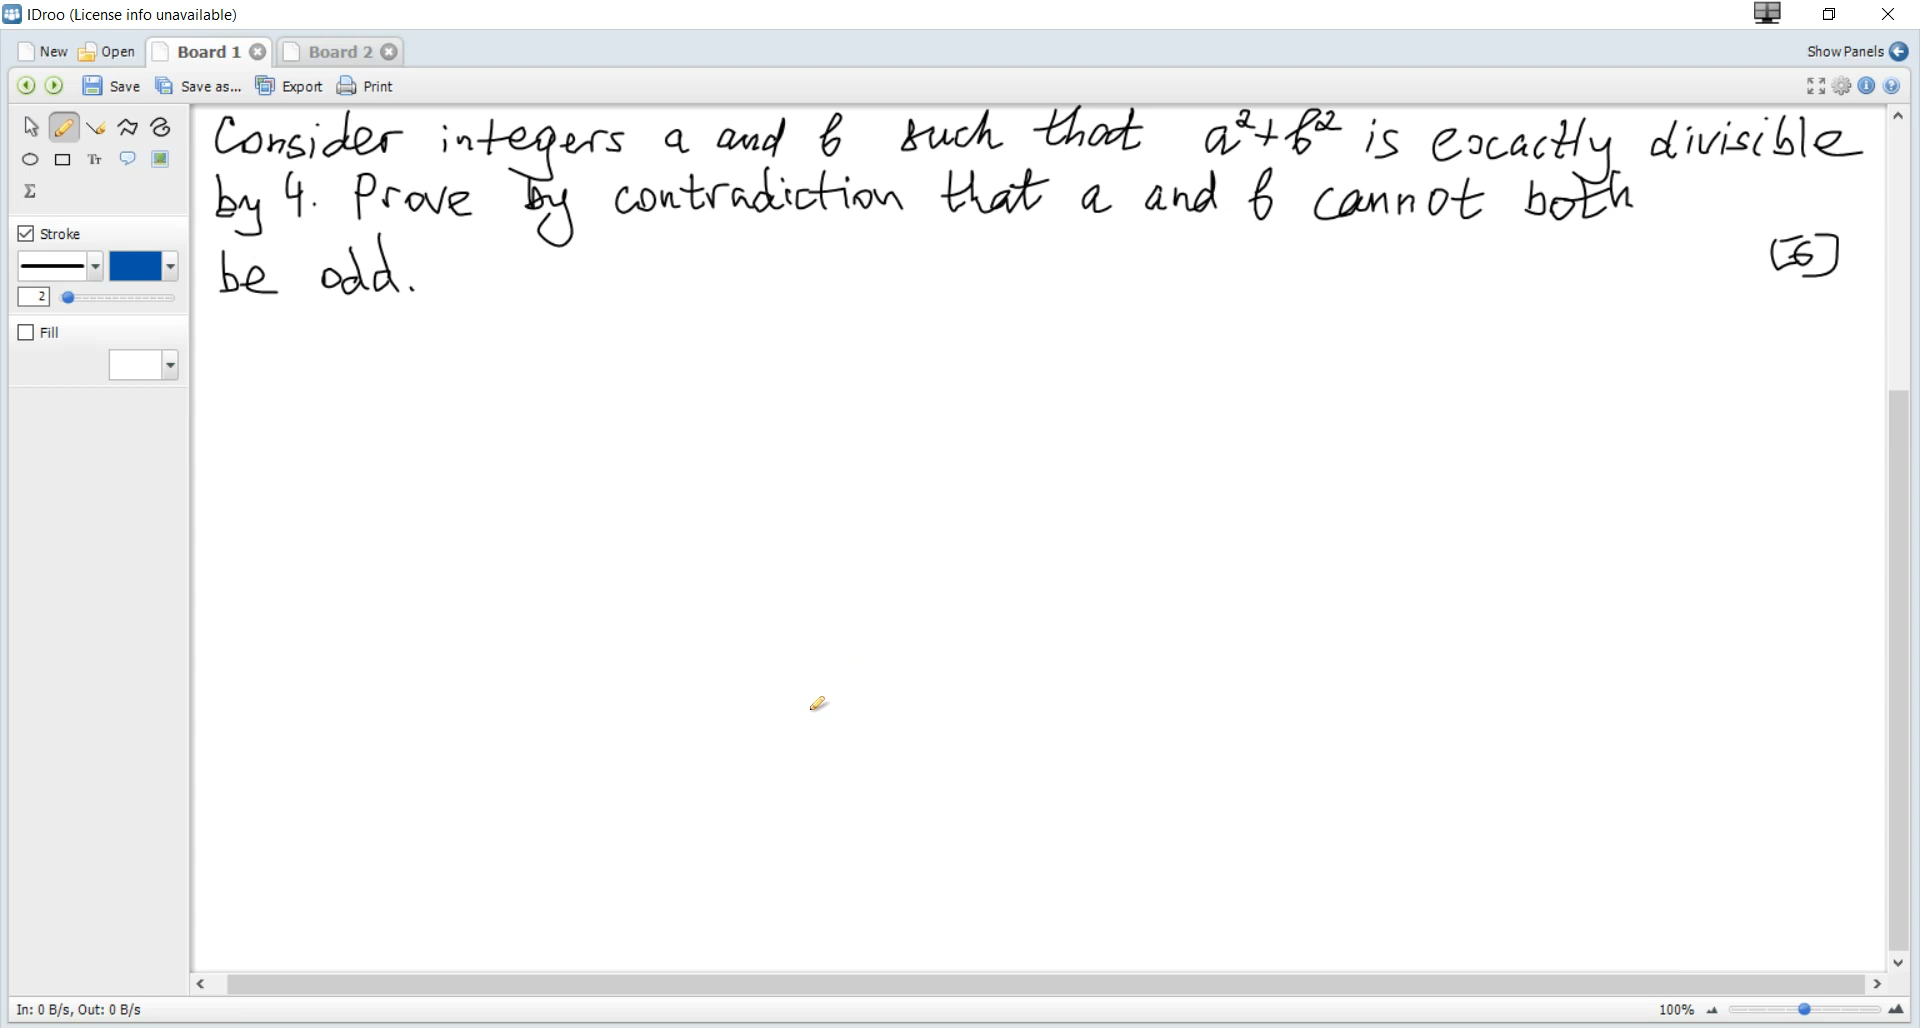 IDroo (License info unavailable)
New Open Board 1 Board 2 Show Panels
Save Save as... Export Print
Consider integers a and b such that a²+b² is exactly divisible
by 4. Prove by contradiction that a and b cannot both
be odd. [6]
Tт
Σ
Stroke
2
Fill
In: 0 B/s, Out: 0 B/s 100%